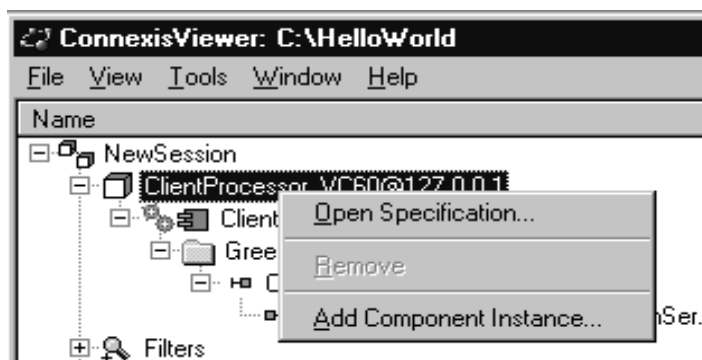 ConnexisViewer: C:\HelloWorld
File View Tools Window Help
Name
NewSession
ClientProcessor_VC60@127.0.0.1
Client
Open Specification...
Gree
Remove
C
Add Component Instance... nSer.
Filters